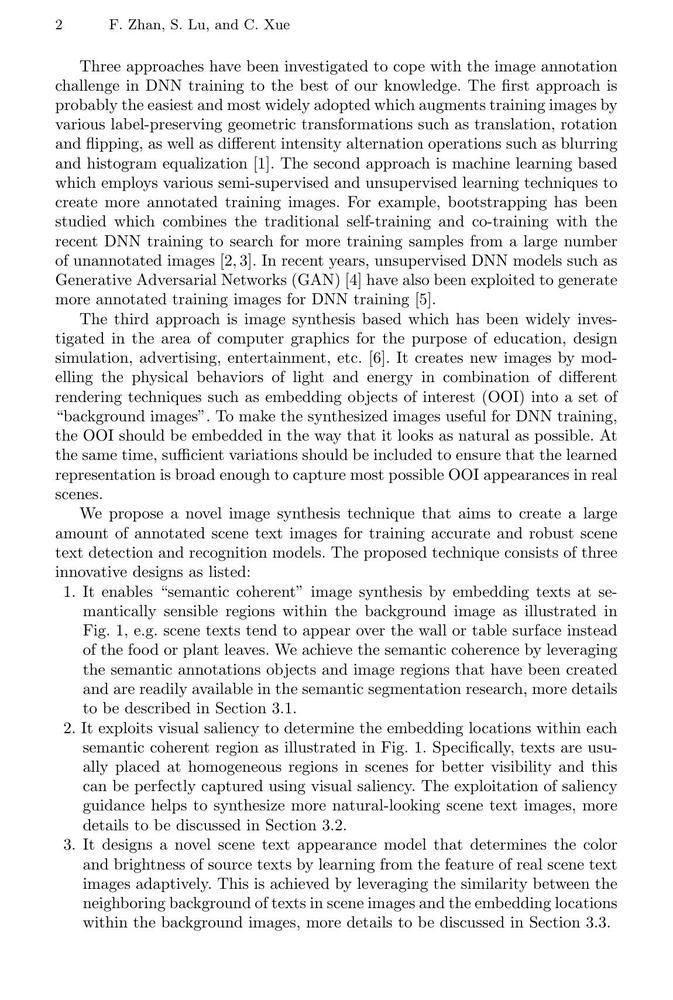 2 F. Zhan, S. Lu, and C. Xue
Three approaches have been investigated to cope with the image annotation
challenge in DNN training to the best of our knowledge. The first approach is
probably the easiest and most widely adopted which augments training images by
various label-preserving geometric transformations such as translation, rotation
and flipping, as well as different intensity alternation operations such as blurring
and histogram equalization [1]. The second approach is machine learning based
which employs various semi-supervised and unsupervised learning techniques to
create more annotated training images. For example, bootstrapping has been
studied which combines the traditional self-training and co-training with the
recent DNN training to search for more training samples from a large number
of unannotated images [2,3]. In recent years, unsupervised DNN models such as
Generative Adversarial Networks (GAN) [4] have also been exploited to generate
more annotated training images for DNN training [5].
The third approach is image synthesis based which has been widely inves-
tigated in the area of computer graphics for the purpose of education, design
simulation, advertising, entertainment, etc. [6]. It creates new images by mod-
elling the physical behaviors of light and energy in combination of different
rendering techniques such as embedding objects of interest (OOI) into a set of
“background images”. To make the synthesized images useful for DNN training,
the OOI should be embedded in the way that it looks as natural as possible. At
the same time, sufficient variations should be included to ensure that the learned
representation is broad enough to capture most possible OOI appearances in real
scenes.
We propose a novel image synthesis technique that aims to create a large
amount of annotated scene text images for training accurate and robust scene
text detection and recognition models. The proposed technique consists of three
innovative designs as listed:
1. It enables “semantic coherent” image synthesis by embedding texts at se-
mantically sensible regions within the background image as illustrated in
Fig. 1, e.g. scene texts tend to appear over the wall or table surface instead
of the food or plant leaves. We achieve the semantic coherence by leveraging
the semantic annotations objects and image regions that have been created
and are readily available in the semantic segmentation research, more details
to be described in Section 3.1.
2. It exploits visual saliency to determine the embedding locations within each
semantic coherent region as illustrated in Fig. 1. Specifically, texts are usu-
ally placed at homogeneous regions in scenes for better visibility and this
can be perfectly captured using visual saliency. The exploitation of saliency
guidance helps to synthesize more natural-looking scene text images, more
details to be discussed in Section 3.2.
3. It designs a novel scene text appearance model that determines the color
and brightness of source texts by learning from the feature of real scene text
images adaptively. This is achieved by leveraging the similarity between the
neighboring background of texts in scene images and the embedding locations
within the background images, more details to be discussed in Section 3.3.